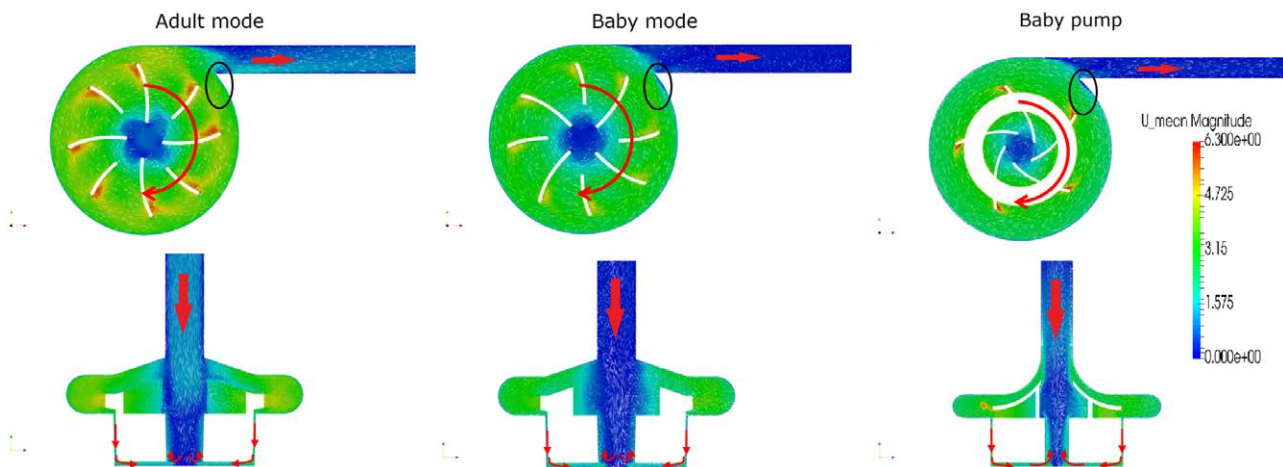 Adult mode
Baby mode
Baby pump
U_mean Magnitude
6.300e+00
4.725
3.15
1.575
0.000e+00